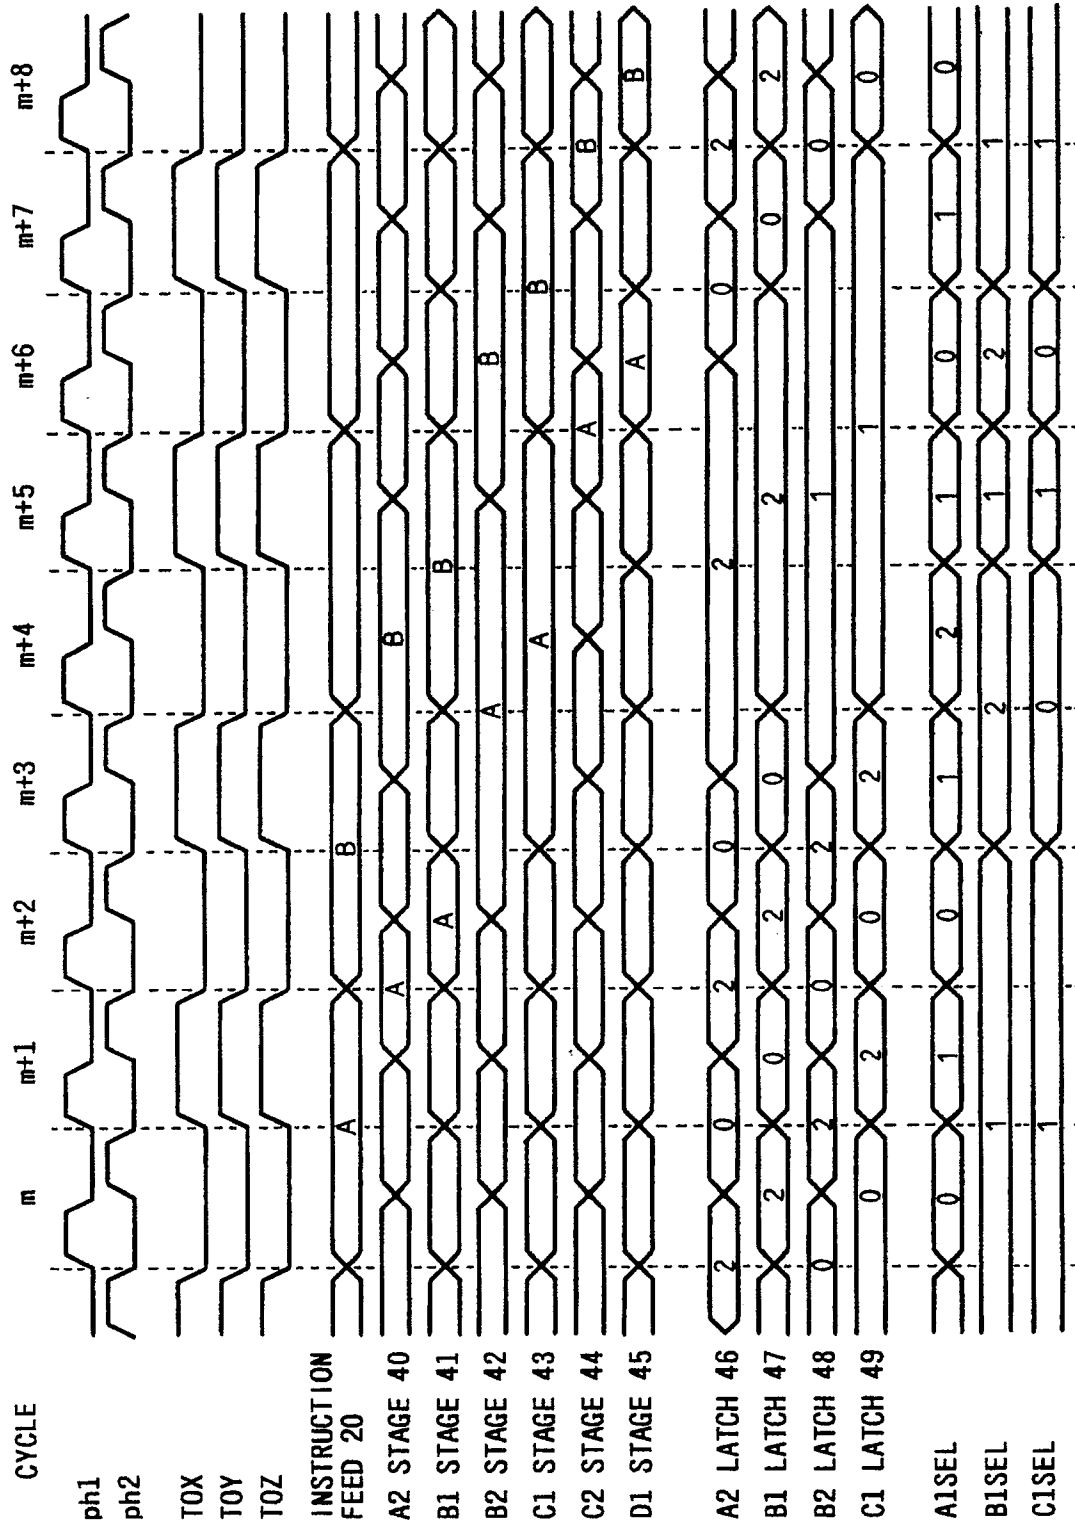 CYCLE m m+1 m+2 m+3 m+4 m+5 m+6 m+7 m+8
ph1
ph2
TOX
TOY
TOZ
INSTRUCTION
FEED 20 A B
A2 STAGE 40 A B
B1 STAGE 41 A B
B2 STAGE 42 A B
C1 STAGE 43 A B
C2 STAGE 44 A B
D1 STAGE 45 A B
A2 LATCH 46 2 0 2 0 2 0 2
B1 LATCH 47 2 0 2 0 2 0 2
B2 LATCH 48 0 2 0 2 1 0
C1 LATCH 49 0 2 0 2 1 0
A1SEL 0 1 0 1 2 1 0 1 0
B1SEL 1 2 1 2 1
C1SEL 1 0 1 0 1